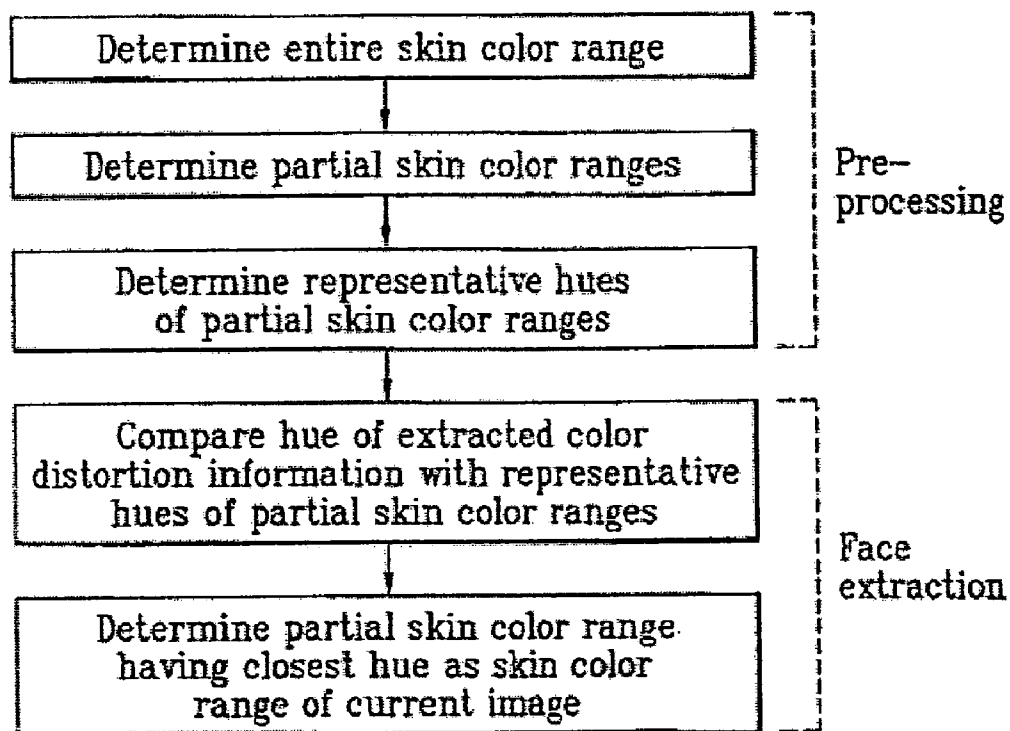 Determine entire skin color range
Determine partial skin color ranges
Pre-
processing
Determine representative hues
of partial skin color ranges
Compare hue of extracted color
distortion information with representative
hues of partial skin color ranges
Face
extraction
Determine partial skin color range
having closest hue as skin color
range of current image